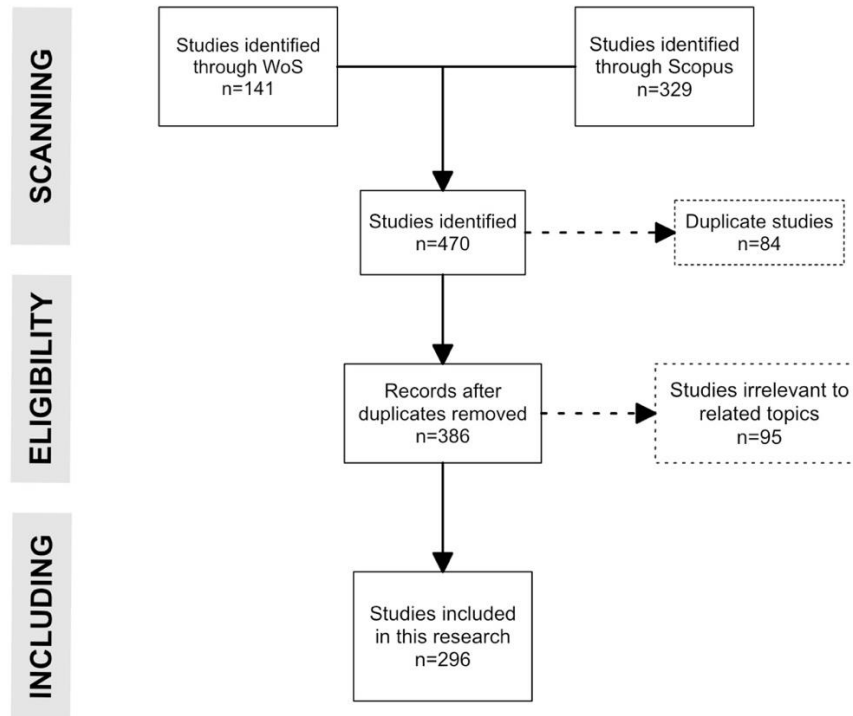 SCANNING
Studies identified
through WoS
n=141
Studies identified
through Scopus
n=329
Studies identified
n=470
Duplicate studies
n=84
ELIGIBILITY
Records after
duplicates removed
n=386
Studies irrelevant to
related topics
n=95
INCLUDING
Studies included
in this research
n=296